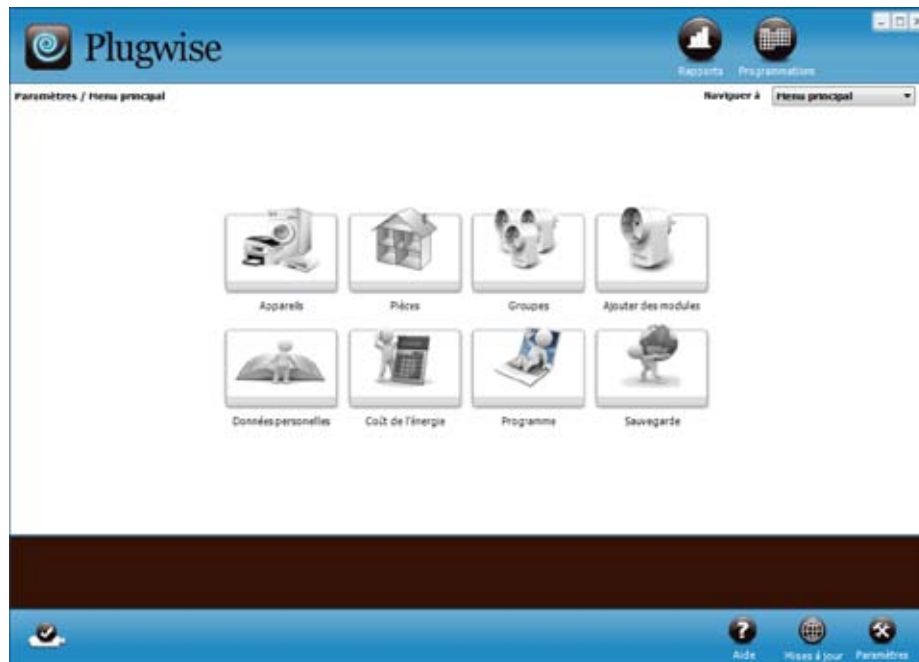 Plugwise
Rapports Programmations
Paramètres / Menu principal
Naviguer à Menu principal
Appareils Pièces Groupes Ajouter des modules
Données personelles Coût de l'énergie Programme Sauvegarde
Aide Mises à jour Paramètres